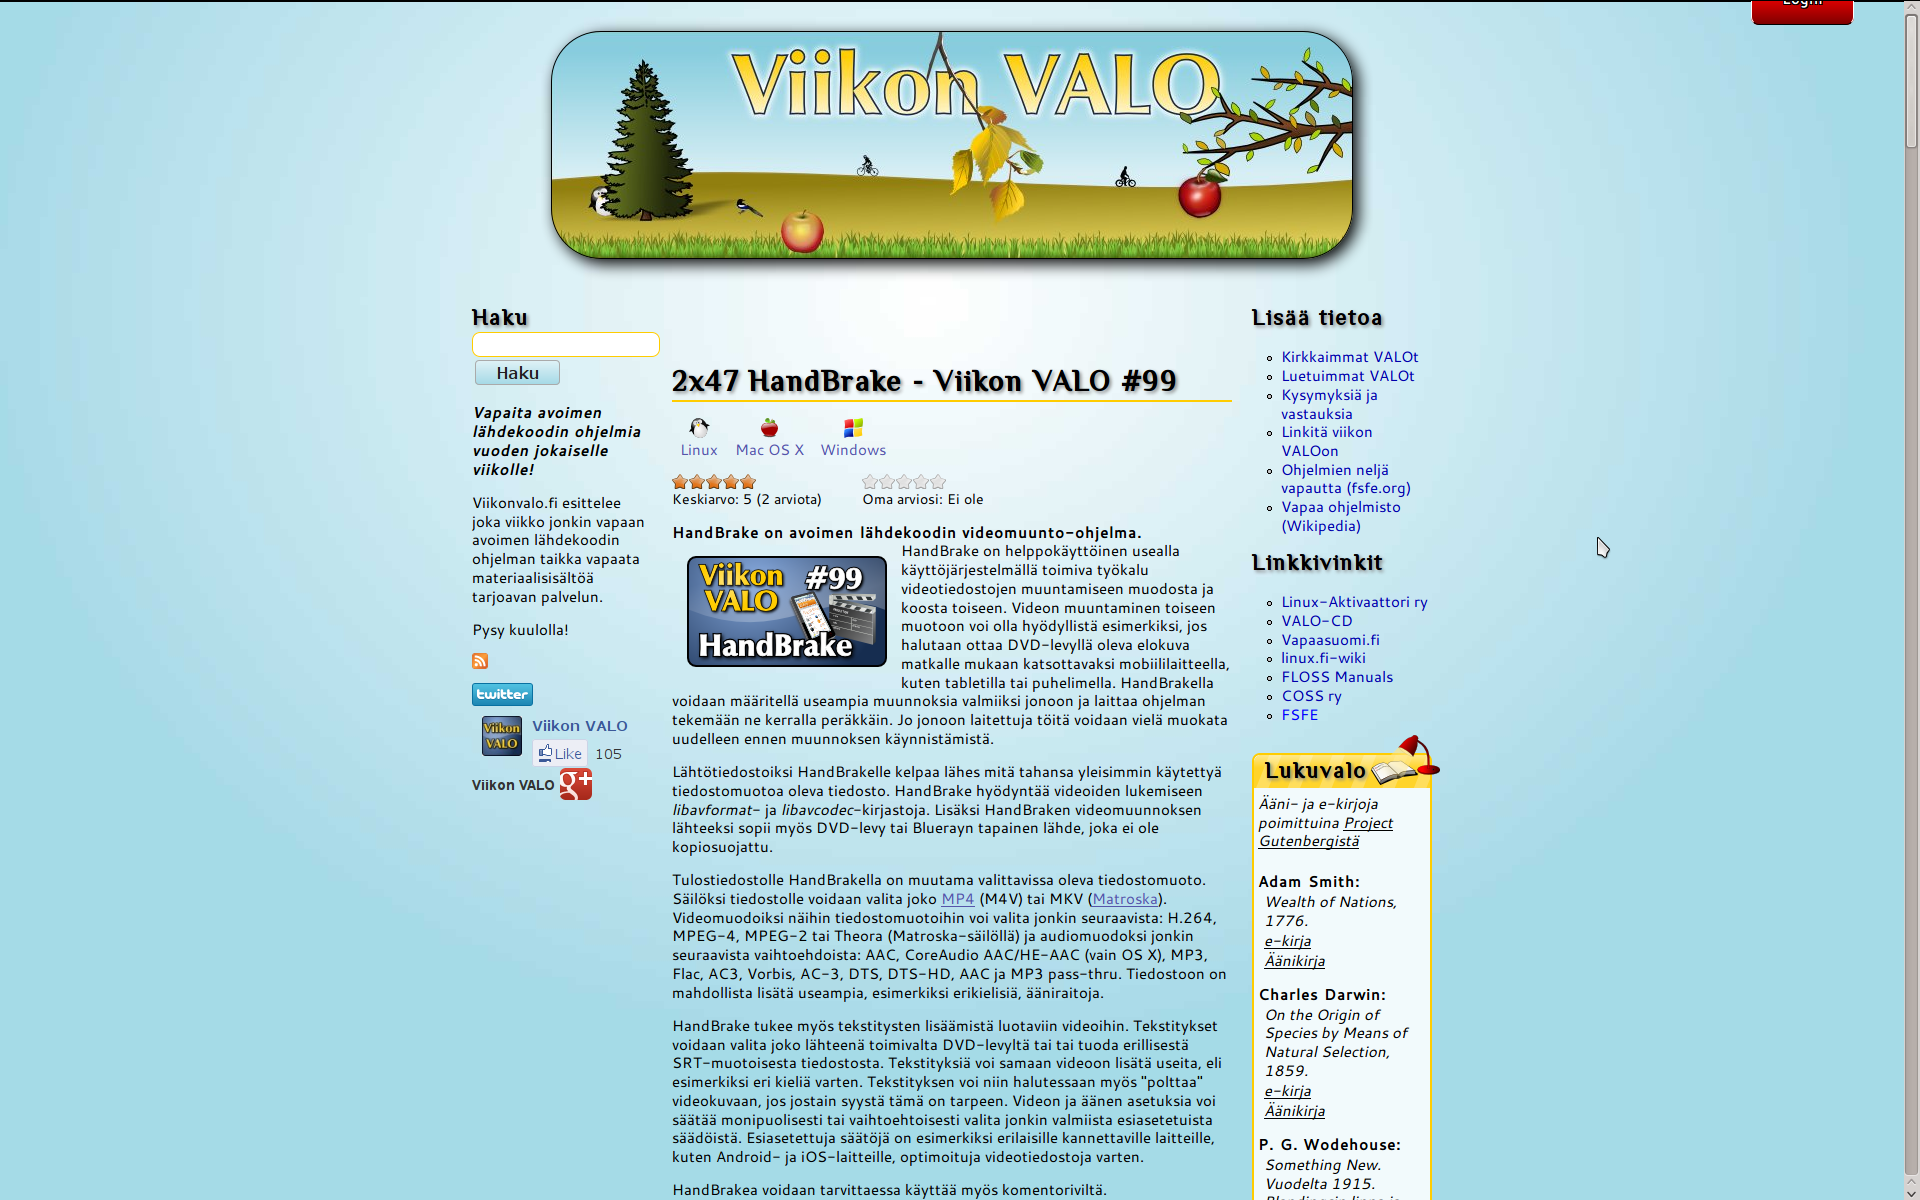 Login
Viikon VALO
Haku
Haku
Vapaita avoimen
lähdekoodin ohjelmia
vuoden jokaiselle
viikolle!
Viikonvalo.fi esittelee
joka viikko jonkin vapaan
avoimen lähdekoodin
ohjelman taikka vapaata
materiaalisisältöä
tarjoavan palvelun.
Pysy kuulolla!
twitter
Viikon
VALO
Viikon VALO
Like 105
Viikon VALO g+
2x47 HandBrake - Viikon VALO #99
Linux Mac OS X Windows
Keskiarvo: 5 (2 arviota) Oma arviosi: Ei ole
HandBrake on avoimen lähdekoodin videomuunto-ohjelma.
Viikon #99
VALO
HandBrake
HandBrake on helppokäyttöinen usealla
käyttöjärjestelmällä toimiva työkalu
videotiedostojen muuntamiseen muodosta ja
koosta toiseen. Videon muuntaminen toiseen
muotoon voi olla hyödyllistä esimerkiksi, jos
halutaan ottaa DVD-levyllä oleva elokuva
matkalle mukaan katsottavaksi mobiililaitteella,
kuten tabletilla tai puhelimella. HandBrakella
voidaan määritellä useampia muunnoksia valmiiksi jonoon ja laittaa ohjelman
tekemään ne kerralla peräkkäin. Jo jonoon laitettuja töitä voidaan vielä muokata
uudelleen ennen muunnoksen käynnistämistä.
Lähtötiedostoiksi HandBrakelle kelpaa lähes mitä tahansa yleisimmin käytettyä
tiedostomuotoa oleva tiedosto. HandBrake hyödyntää videoiden lukemiseen
libavformat- ja libavcodec-kirjastoja. Lisäksi HandBraken videomuunnoksen
lähteeksi sopii myös DVD-levy tai Bluerayn tapainen lähde, joka ei ole
kopiosuojattu.
Tulostiedostolle HandBrakella on muutama valittavissa oleva tiedostomuoto.
Säilöksi tiedostolle voidaan valita joko MP4 (M4V) tai MKV (Matroska).
Videomuodoiksi näihin tiedostomuotoihin voi valita jonkin seuraavista: H.264,
MPEG-4, MPEG-2 tai Theora (Matroska-säilöllä) ja audiomuodoksi jonkin
seuraavista vaihtoehdoista: AAC, CoreAudio AAC/HE-AAC (vain OS X), MP3,
Flac, AC3, Vorbis, AC-3, DTS, DTS-HD, AAC ja MP3 pass-thru. Tiedostoon on
mahdollista lisätä useampia, esimerkiksi erikielisiä, ääniraitoja.
HandBrake tukee myös tekstitysten lisäämistä luotaviin videoihin. Tekstitykset
voidaan valita joko lähteenä toimivalta DVD-levyltä tai tai tuoda erillisestä
SRT-muotoisesta tiedostosta. Tekstityksiä voi samaan videoon lisätä useita, eli
esimerkiksi eri kieliä varten. Tekstityksen voi niin halutessaan myös "polttaa"
videokuvaan, jos jostain syystä tämä on tarpeen. Videon ja äänen asetuksia voi
säätää monipuolisesti tai vaihtoehtoisesti valita jonkin valmiista esiasetetuista
säädöistä. Esiasetettuja säätöjä on esimerkiksi erilaisille kannettaville laitteille,
kuten Android- ja iOS-laitteille, optimoituja videotiedostoja varten.
HandBrakea voidaan tarvittaessa käyttää myös komentoriviltä.
Lisää tietoa
Kirkkaimmat VALOt
Luetuimmat VALOt
Kysymyksiä ja
vastauksia
Linkitä viikon
VALOon
Ohjelmien neljä
vapautta (fsfe.org)
Vapaa ohjelmisto
(Wikipedia)
Linkkivinkit
Linux-Aktivaattori ry
VALO-CD
Vapaasuomi.fi
linux.fi-wiki
FLOSS Manuals
COSS ry
FSFE
Lukuvalo
Ääni- ja e-kirjoja
poimittuina Project
Gutenbergistä
Adam Smith:
Wealth of Nations,
1776.
e-kirja
Äänikirja
Charles Darwin:
On the Origin of
Species by Means of
Natural Selection,
1859.
e-kirja
Äänikirja
P. G. Wodehouse:
Something New.
Vuodelta 1915.